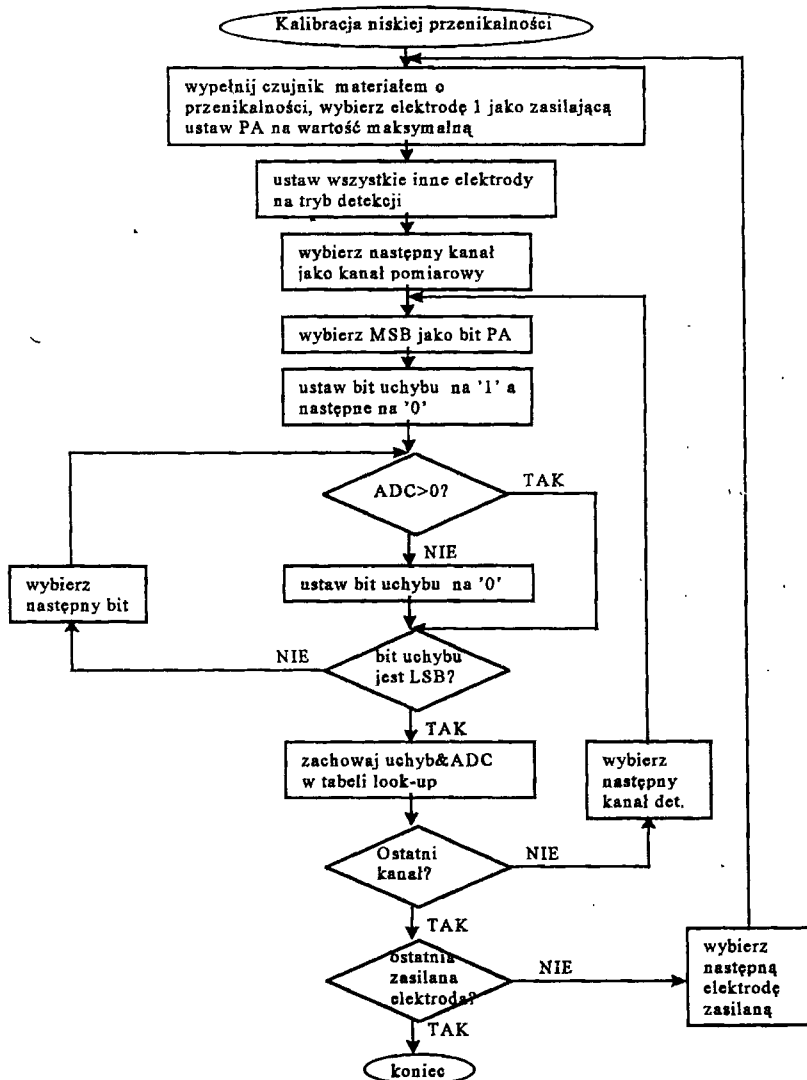 Kalibracja niskiej przenikalności
wypełnij czujnik materiałem o
przenikalności, wybierz elektrodę 1 jako zasilającą
ustaw PA na wartość maksymalną
ustaw wszystkie inne elektrody
na tryb detekcji
wybierz następny kanał
jako kanał pomiarowy
wybierz MSB jako bit PA
ustaw bit uchybu na '1' a
następne na '0'
ADC>0?
TAK
NIE
wybierz
następny bit
ustaw bit uchybu na '0'
NIE
bit uchybu
jest LSB?
TAK
zachowaj uchyb&ADC
w tabeli look-up
wybierz
następny
kanał det.
Ostatni
kanał?
NIE
TAK
ostatnia
zasilana
elektroda?
NIE
wybierz
następną
elektrodę
zasilaną
TAK
koniec